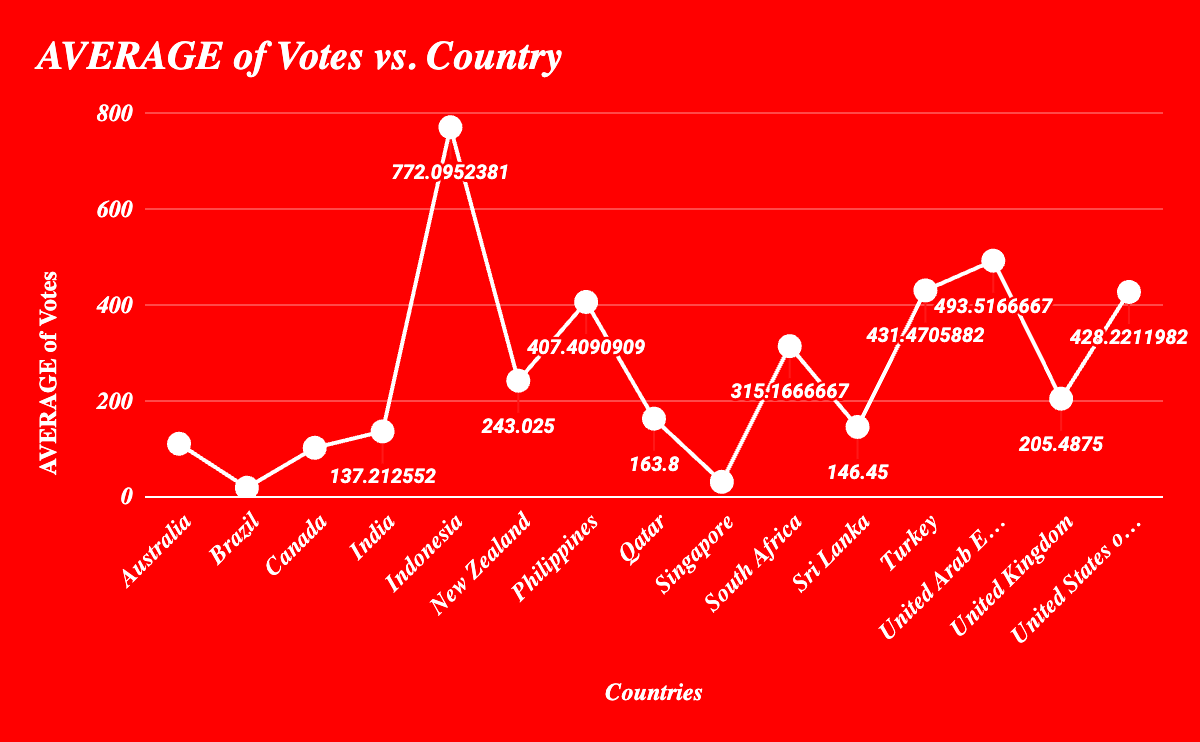 AVERAGE of Votes vs. Country
AVERAGE of Votes
800
600
400
200
0
772.0952381
493.5166667
431.4705882
428.2211982
407.4090909
315.1666667
243.025
205.4875
163.8
146.45
137.212552
Australia
Brazil
Canada
India
Indonesia
New Zealand
Philippines
Qatar
Singapore
South Africa
Sri Lanka
Turkey
United Arab E…
United Kingdom
United States o…
Countries